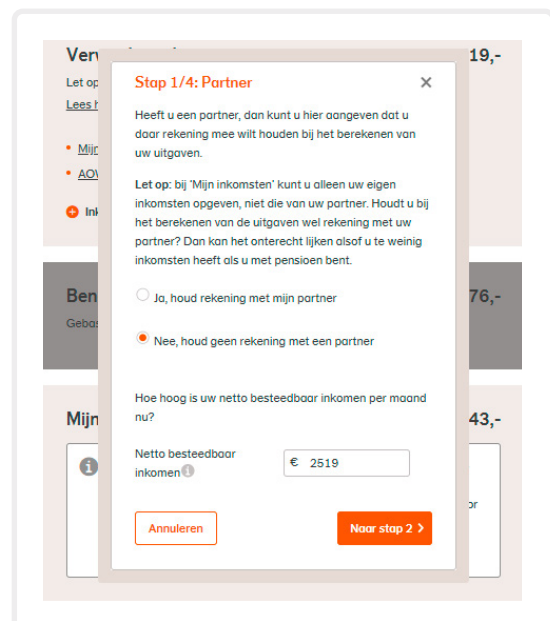 19,-
Let op
Lees h
Mijn
AOW
Ink
Ben
76,-
Gebas
Mijn
43,-
or
Stap 1/4: Partner
Heeft u een partner, dan kunt u hier aangeven dat u
daar rekening mee wilt houden bij het berekenen van
uw uitgaven.
Let op: bij 'Mijn inkomsten' kunt u alleen uw eigen
inkomsten opgeven, niet die van uw partner. Houdt u bij
het berekenen van de uitgaven wel rekening met uw
partner? Dan kan het onterecht lijken alsof u te weinig
inkomsten heeft als u met pensioen bent.
Ja, houd rekening met mijn partner
Nee, houd geen rekening met een partner
Hoe hoog is uw netto besteedbaar inkomen per maand
nu?
Netto besteedbaar
inkomen
€ 2519
Annuleren
Naar stap 2 >